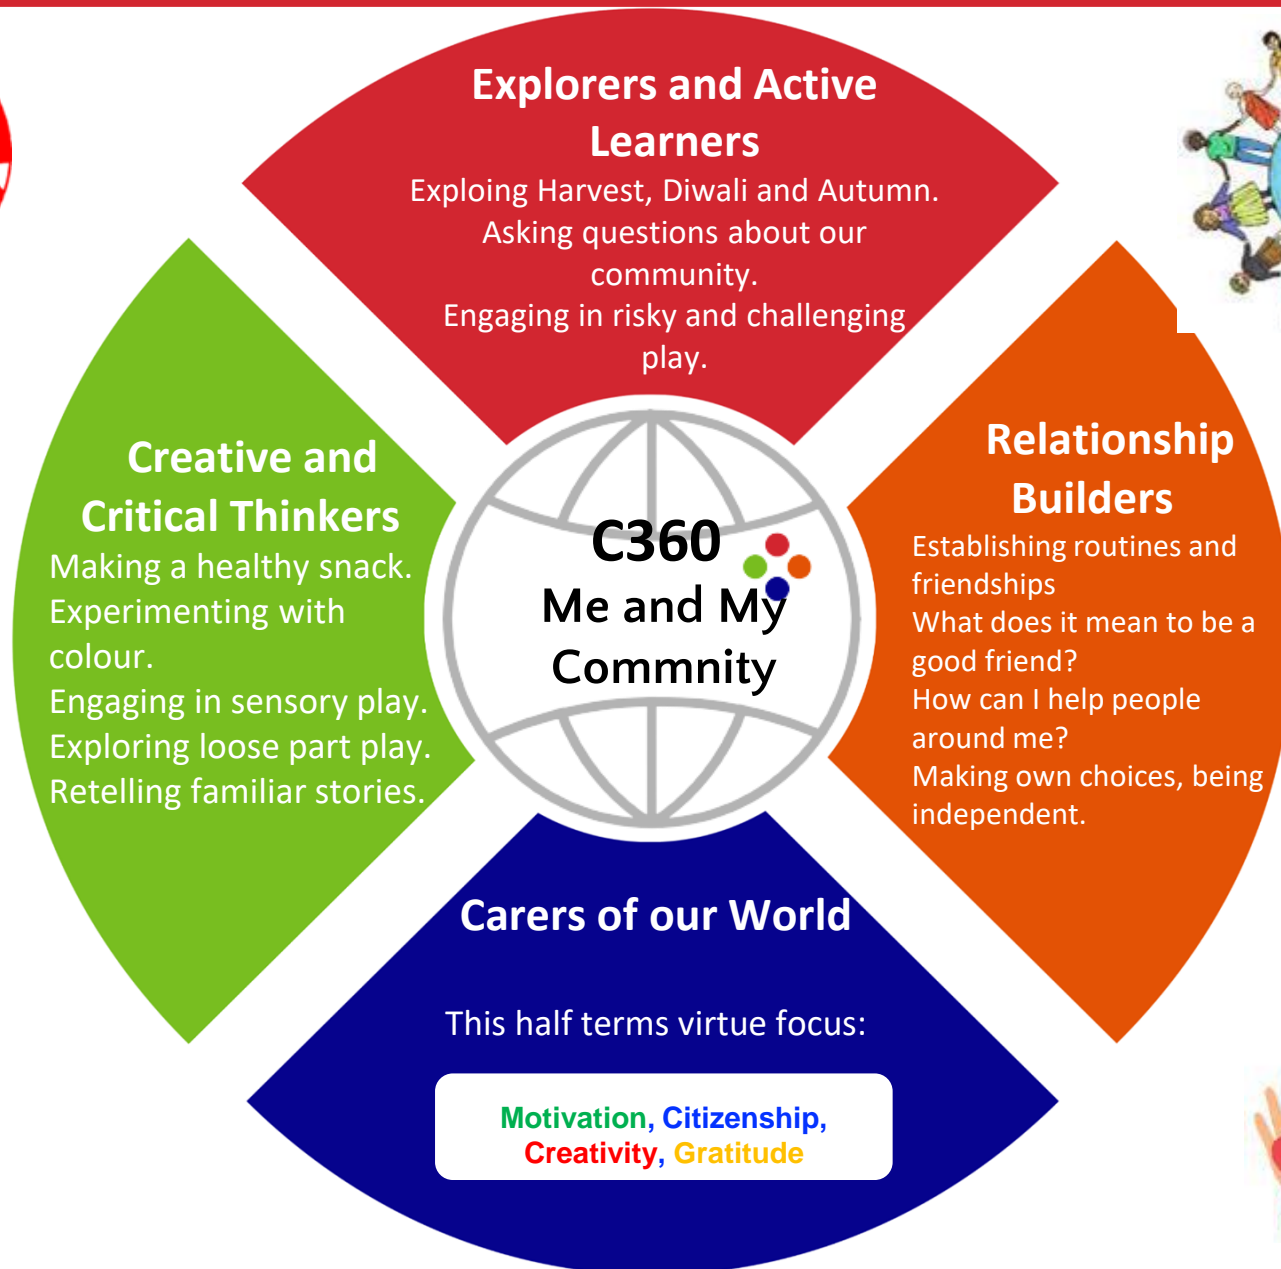 Explorers and Active
Learners
Exploing Harvest, Diwali and Autumn.
Asking questions about our
community.
Engaging in risky and challenging
play.
Creative and
Critical Thinkers
Making a healthy snack.
Experimenting with
colour.
Engaging in sensory play.
Exploring loose part play.
Retelling familiar stories.
C360
Me and My
Commnity
Relationship
Builders
Establishing routines and
friendships
What does it mean to be a
good friend?
How can I help people
around me?
Making own choices, being
independent.
Carers of our World
This half terms virtue focus:
Motivation, Citizenship,
Creativity, Gratitude